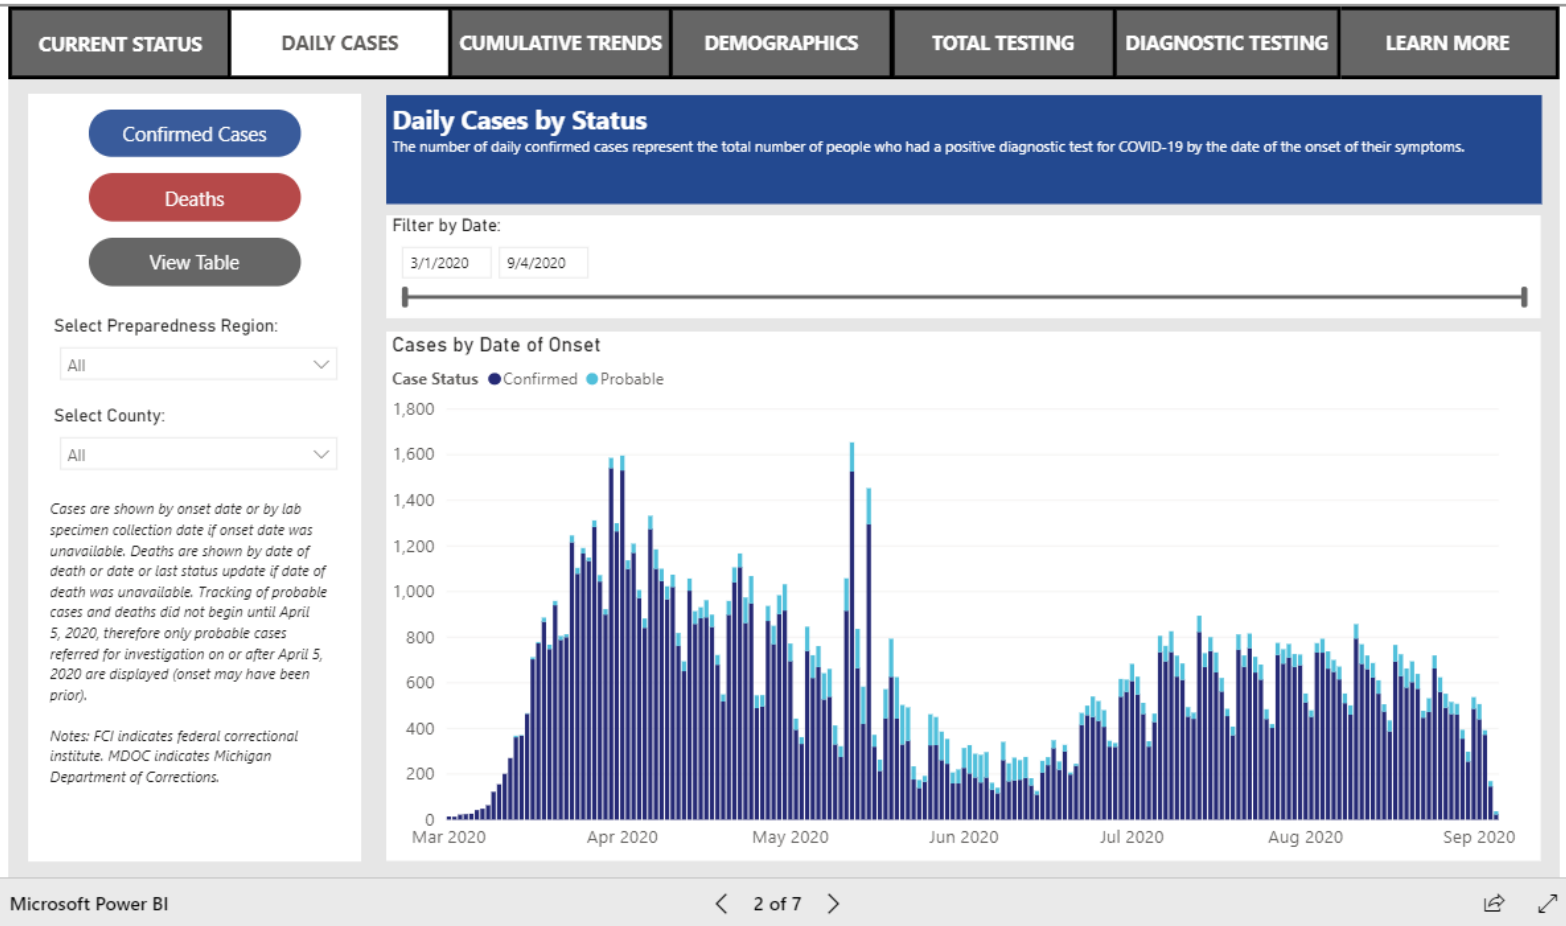 CURRENT STATUS
DAILY CASES
CUMULATIVE TRENDS
DEMOGRAPHICS
TOTAL TESTING
DIAGNOSTIC TESTING
LEARN MORE
Confirmed Cases
Deaths
View Table
Select Preparedness Region:
All
Select County:
All
Cases are shown by onset date or by lab
specimen collection date if onset date was
unavailable. Deaths are shown by date of
death or date or last status update if date of
death was unavailable. Tracking of probable
cases and deaths did not begin until April
5, 2020, therefore only probable cases
referred for investigation on or after April 5,
2020 are displayed (onset may have been
prior).
Notes: FCI indicates federal correctional
institute. MDOC indicates Michigan
Department of Corrections.
Daily Cases by Status
The number of daily confirmed cases represent the total number of people who had a positive diagnostic test for COVID-19 by the date of the onset of their symptoms.
Filter by Date:
3/1/2020
9/4/2020
Cases by Date of Onset
Case Status Confirmed Probable
1,800
1,600
1,400
1,200
1,000
800
600
400
200
0
Mar 2020
Apr 2020
May 2020
Jun 2020
Jul 2020
Aug 2020
Sep 2020
Microsoft Power BI
2 of 7